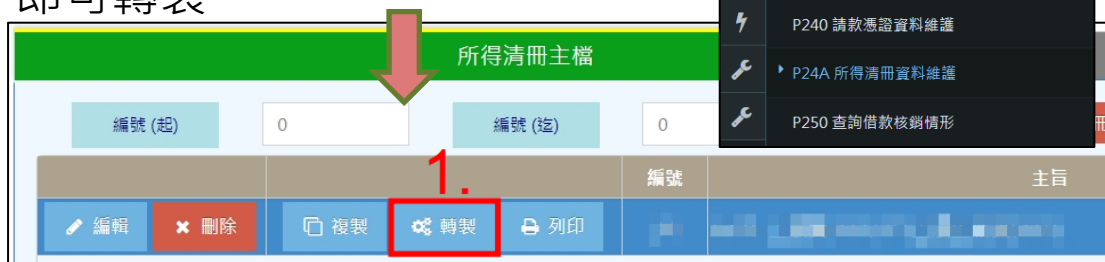 即可轉製
P240 請款憑證資料維護
所得清冊主檔
P24A 所得清冊資料維護
編號 (起)
0
編號 (迄)
0
P250 查詢借款核銷情形
1.
編號
主旨
編輯
刪除
複製
轉製
列印